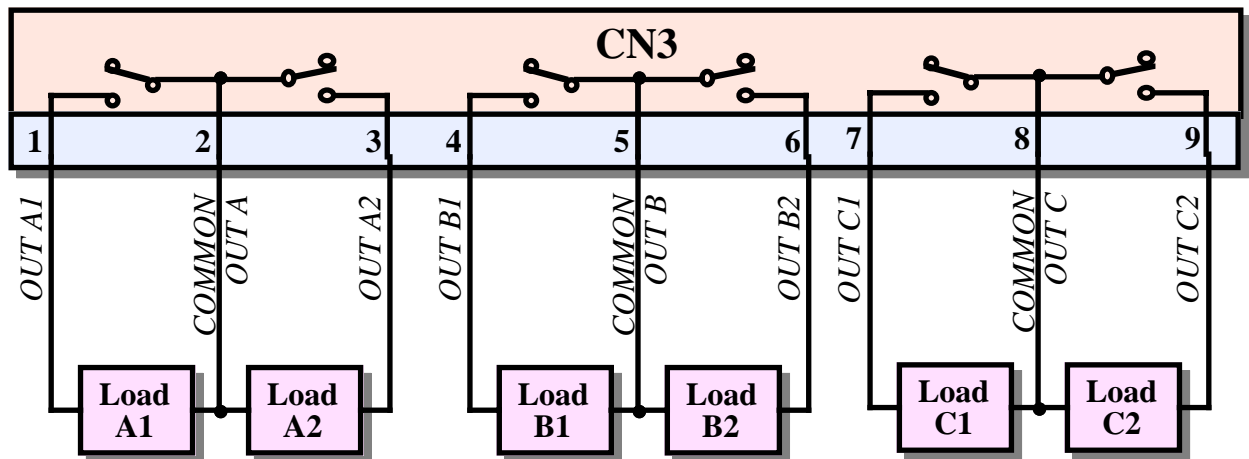 CN3
1 2 3 4 5 6 7 8 9
OUT A1
COMMON
OUT A
OUT A2
OUT B1
COMMON
OUT B
OUT B2
OUT C1
COMMON
OUT C
OUT C2
Load
A1
Load
A2
Load
B1
Load
B2
Load
C1
Load
C2